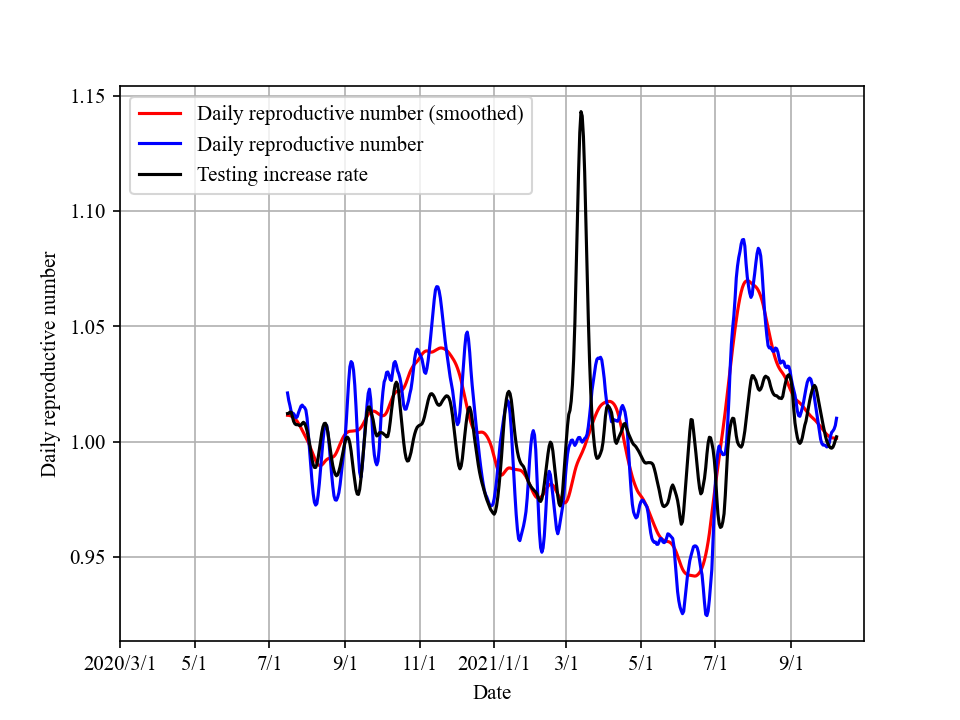 1.15
1.10
1.05
1.00
0.95
Daily reproductive number
Daily reproductive number (smoothed)
Daily reproductive number
Testing increase rate
2020/3/1 5/1 7/1 9/1 11/1 2021/1/1 3/1 5/1 7/1 9/1
Date